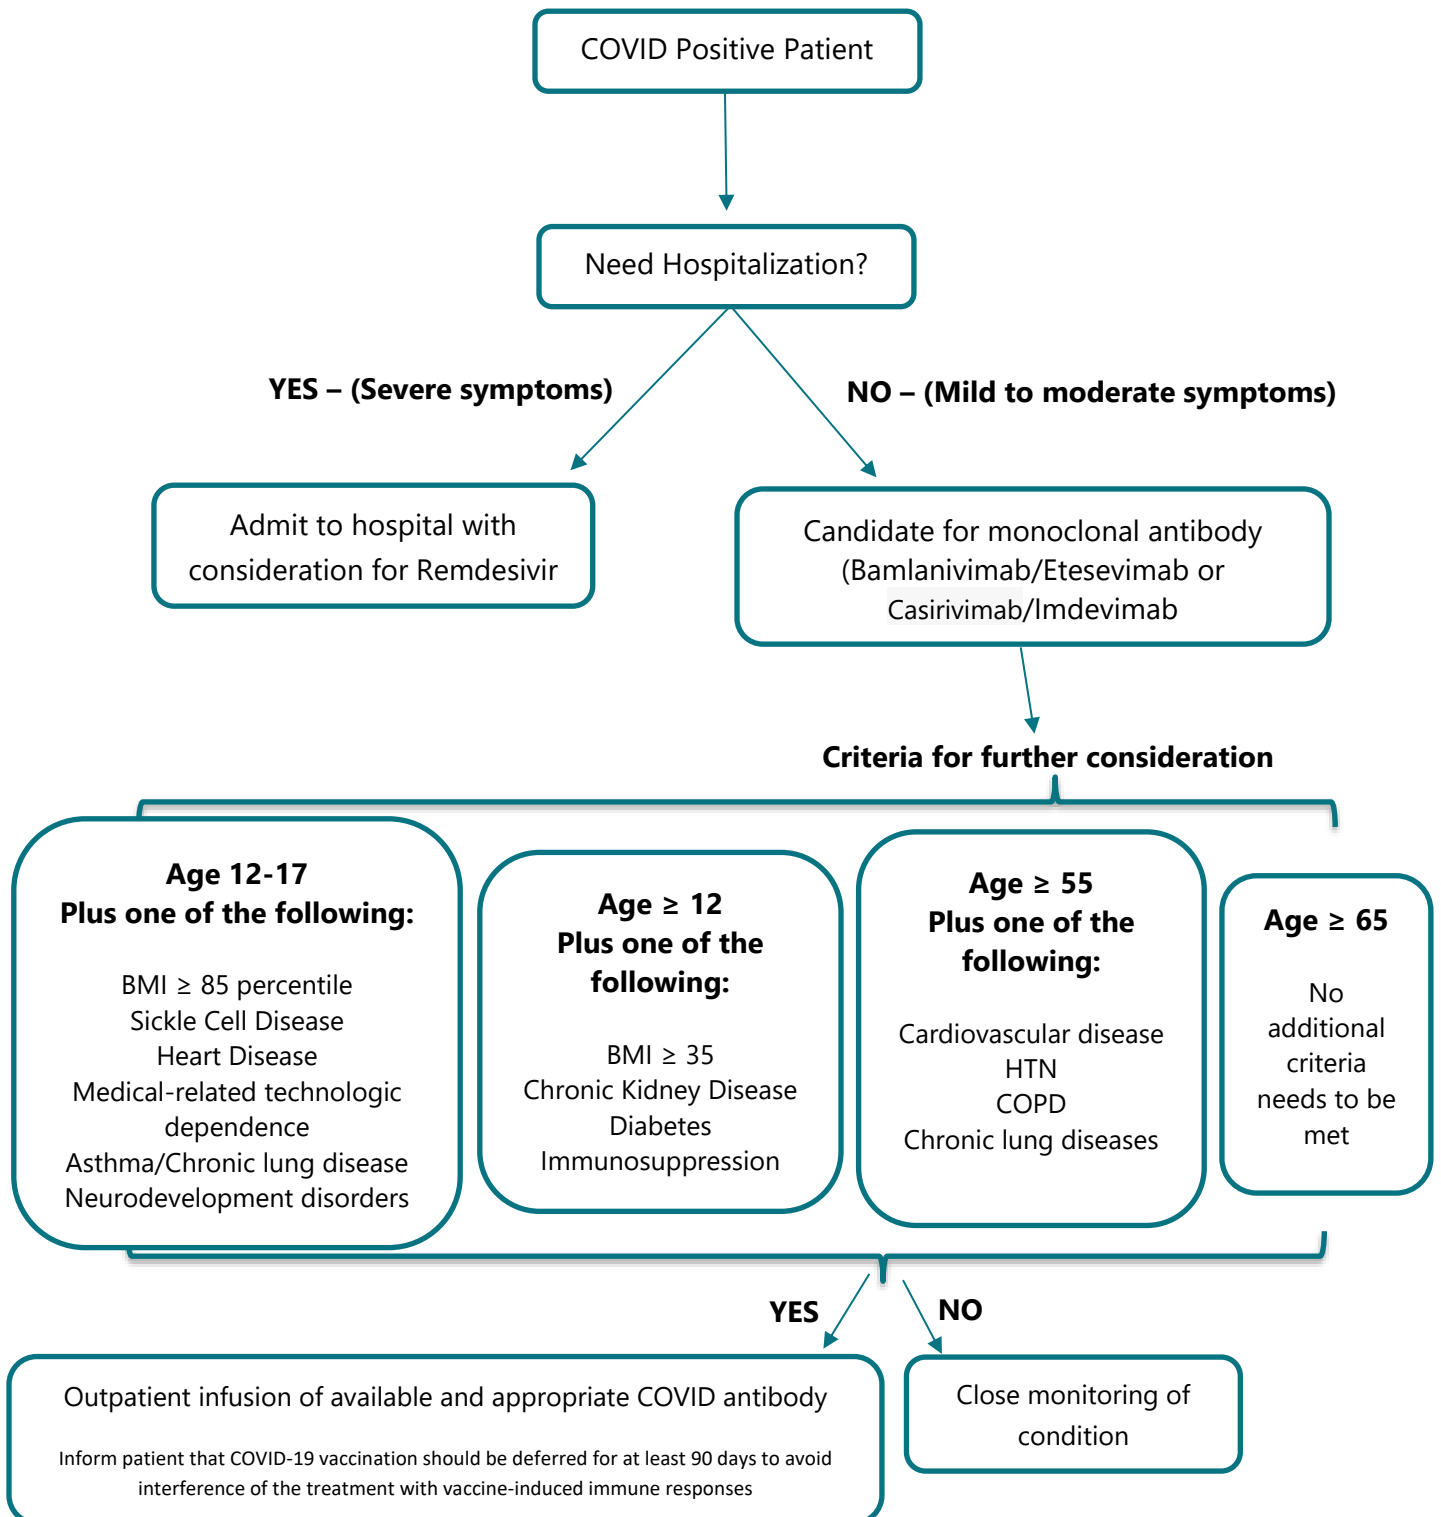 COVID Positive Patient
Need Hospitalization?
YES – (Severe symptoms)
NO – (Mild to moderate symptoms)
Admit to hospital with
consideration for Remdesivir
Candidate for monoclonal antibody
(Bamlanivimab/Etesevimab or
Casirivimab/Imdevimab
Criteria for further consideration
Age 12-17
Plus one of the following:
BMI ≥ 85 percentile
Sickle Cell Disease
Heart Disease
Medical-related technologic
dependence
Asthma/Chronic lung disease
Neurodevelopment disorders
Age ≥ 12
Plus one of the
following:
BMI ≥ 35
Chronic Kidney Disease
Diabetes
Immunosuppression
Age ≥ 55
Plus one of the
following:
Cardiovascular disease
HTN
COPD
Chronic lung diseases
Age ≥ 65
No
additional
criteria
needs to be
met
YES
NO
Outpatient infusion of available and appropriate COVID antibody
Inform patient that COVID-19 vaccination should be deferred for at least 90 days to avoid
interference of the treatment with vaccine-induced immune responses
Close monitoring of
condition